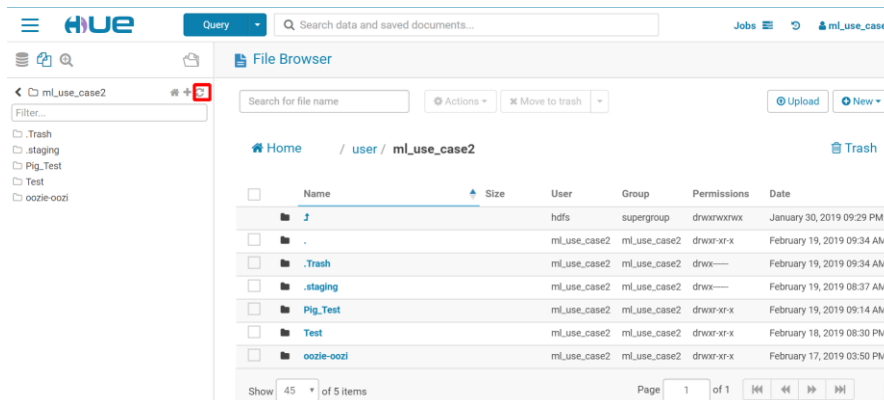 HUE Query Search data and saved documents... Jobs ml_use_case
File Browser
ml_use_case2
Filter...
.Trash
.staging
Pig_Test
Test
oozie-oozi
Search for file name Actions Move to trash Upload New
Home / user / ml_use_case2 Trash
Name Size User Group Permissions Date
hdfs supergroup drwxrwxrwx January 30, 2019 09:29 PM
. ml_use_case2 ml_use_case2 drwxr-xr-x February 19, 2019 09:34 AM
.Trash ml_use_case2 ml_use_case2 drwx------ February 19, 2019 09:34 AM
.staging ml_use_case2 ml_use_case2 drwx------ February 19, 2019 08:37 AM
Pig_Test ml_use_case2 ml_use_case2 drwxr-xr-x February 19, 2019 09:14 AM
Test ml_use_case2 ml_use_case2 drwxr-xr-x February 18, 2019 08:30 PM
oozie-oozi ml_use_case2 ml_use_case2 drwxr-xr-x February 17, 2019 03:50 PM
Show 45 of 5 items Page 1 of 1